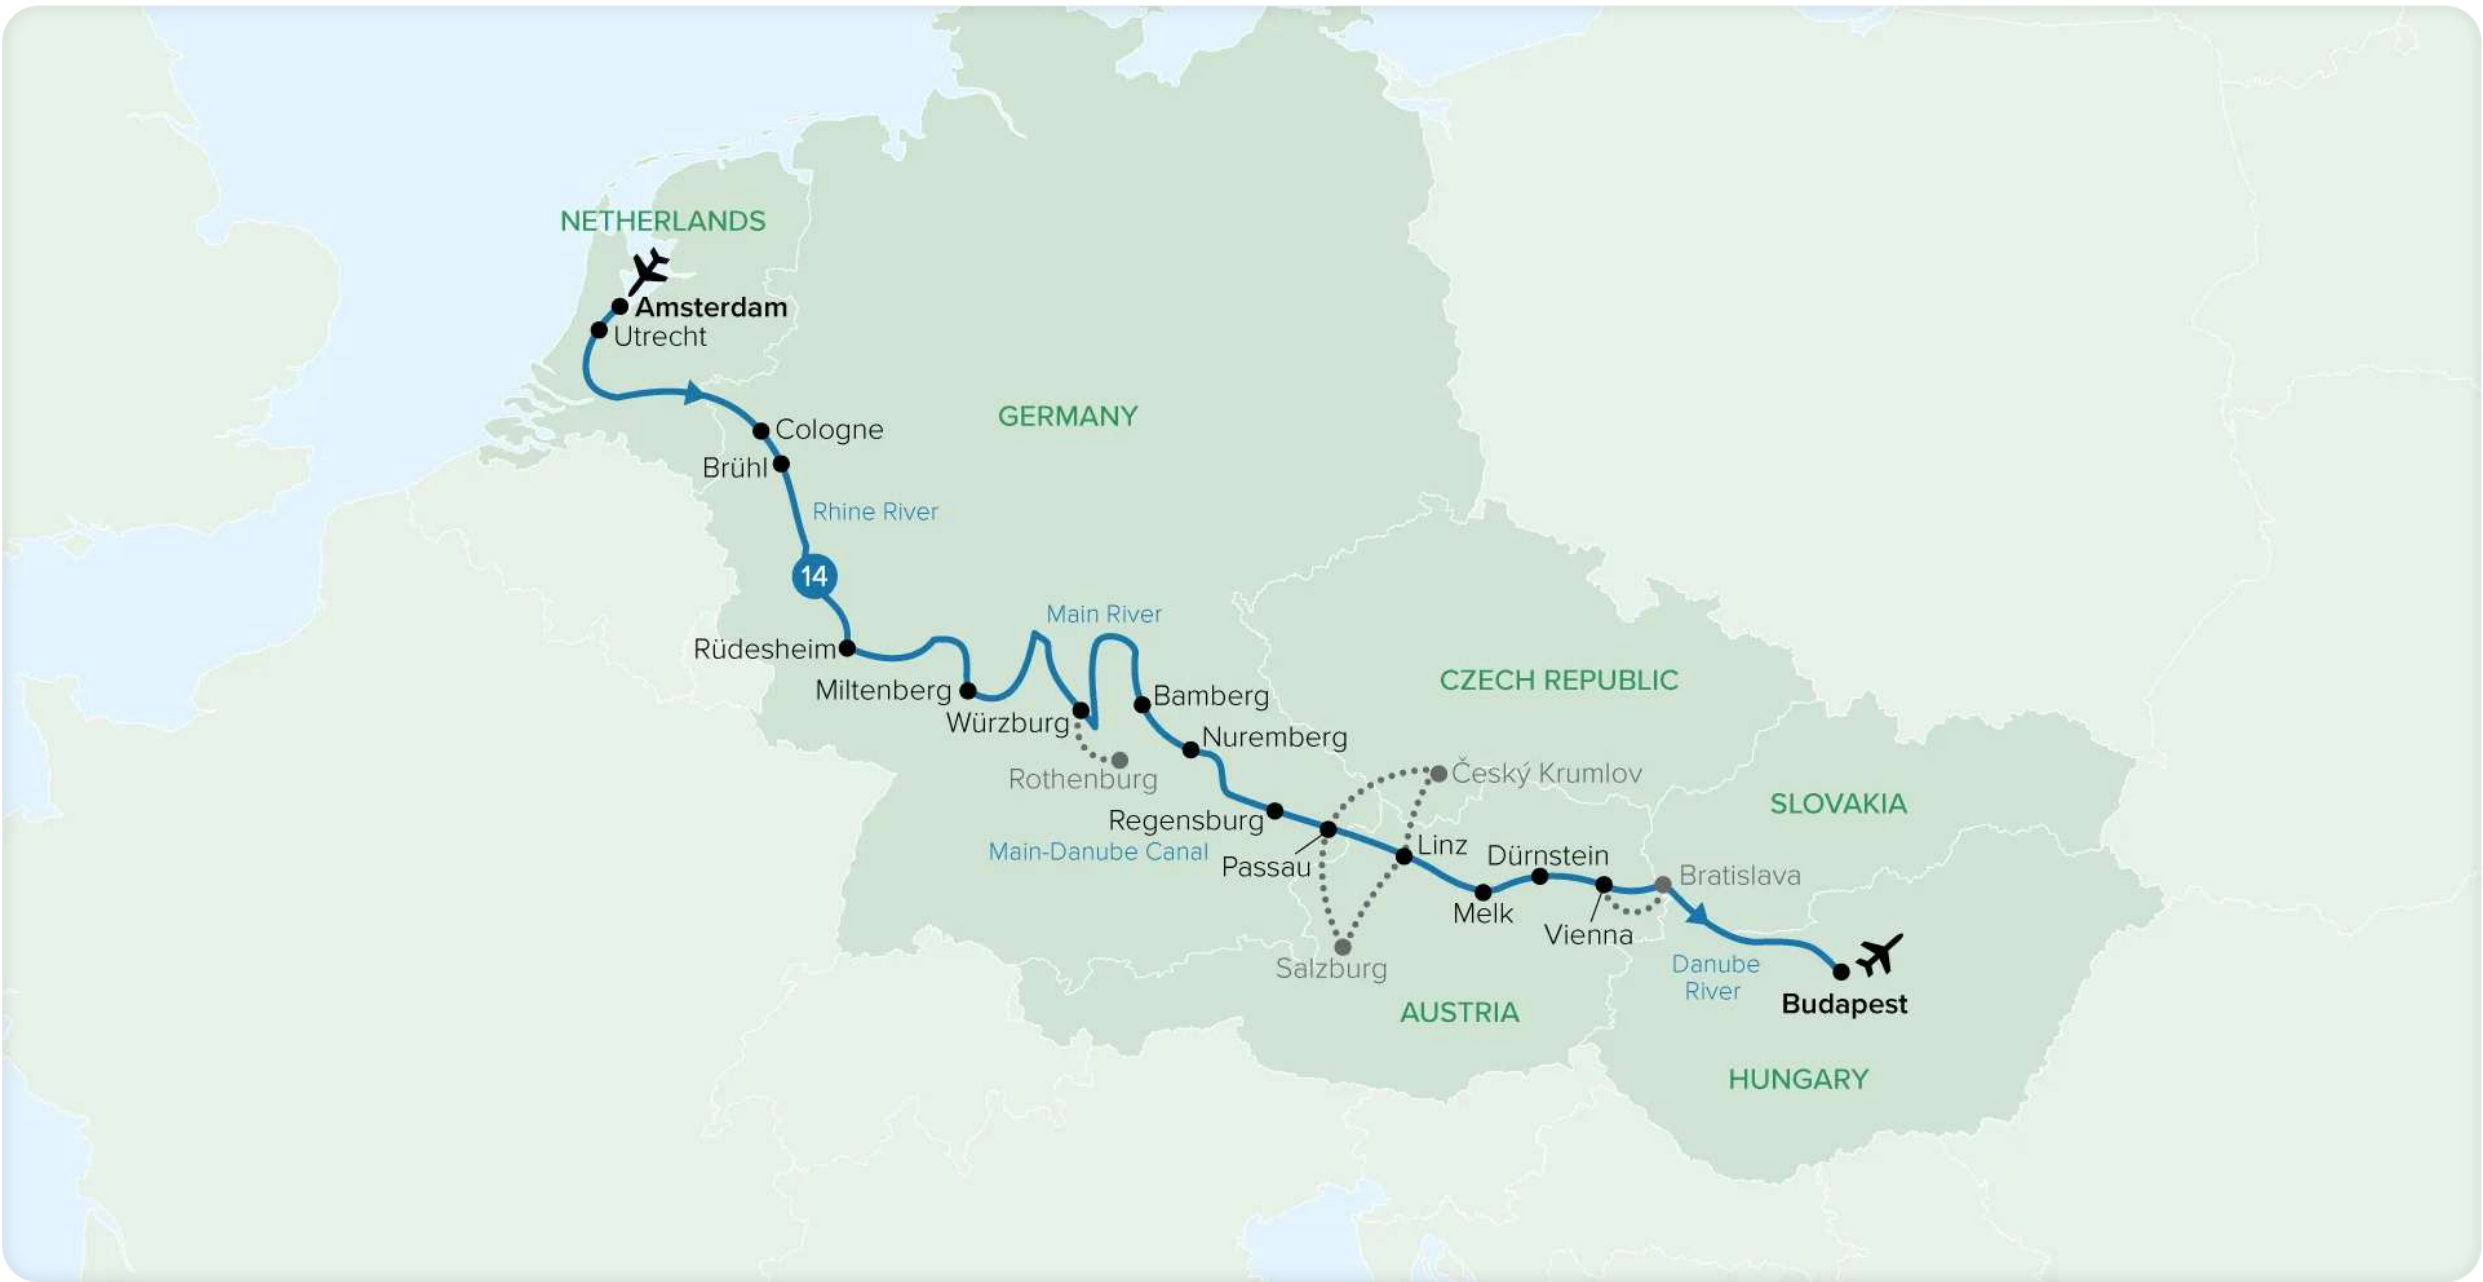 NETHERLANDS
Amsterdam
Utrecht
GERMANY
Cologne
Brühl
Rhine River
14
Main River
Rüdesheim
CZECH REPUBLIC
Miltenberg
Bamberg
Würzburg
Nuremberg
Rothenburg
Český Krumlov
SLOVAKIA
Regensburg
Main-Danube Canal
Linz
Passau
Dürnstein
Bratislava
Melk
Vienna
Salzburg
Danube
River
Budapest
AUSTRIA
HUNGARY